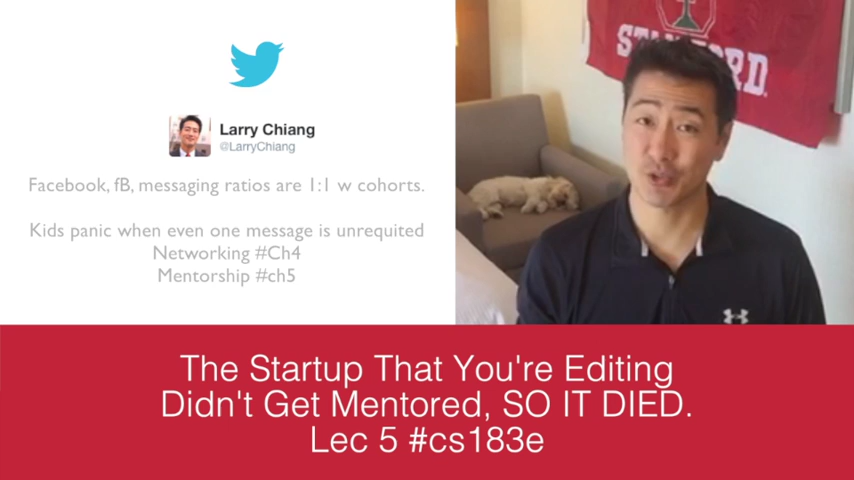 Larry Chiang
@LarryChiang
Facebook, fB, messaging ratios are 1:1 w cohorts.
Kids panic when even one message is unrequited
Networking #Ch4
Mentorship #ch5
STANFORD
The Startup That You're Editing
Didn't Get Mentored, SO IT DIED.
Lec 5 #cs183e